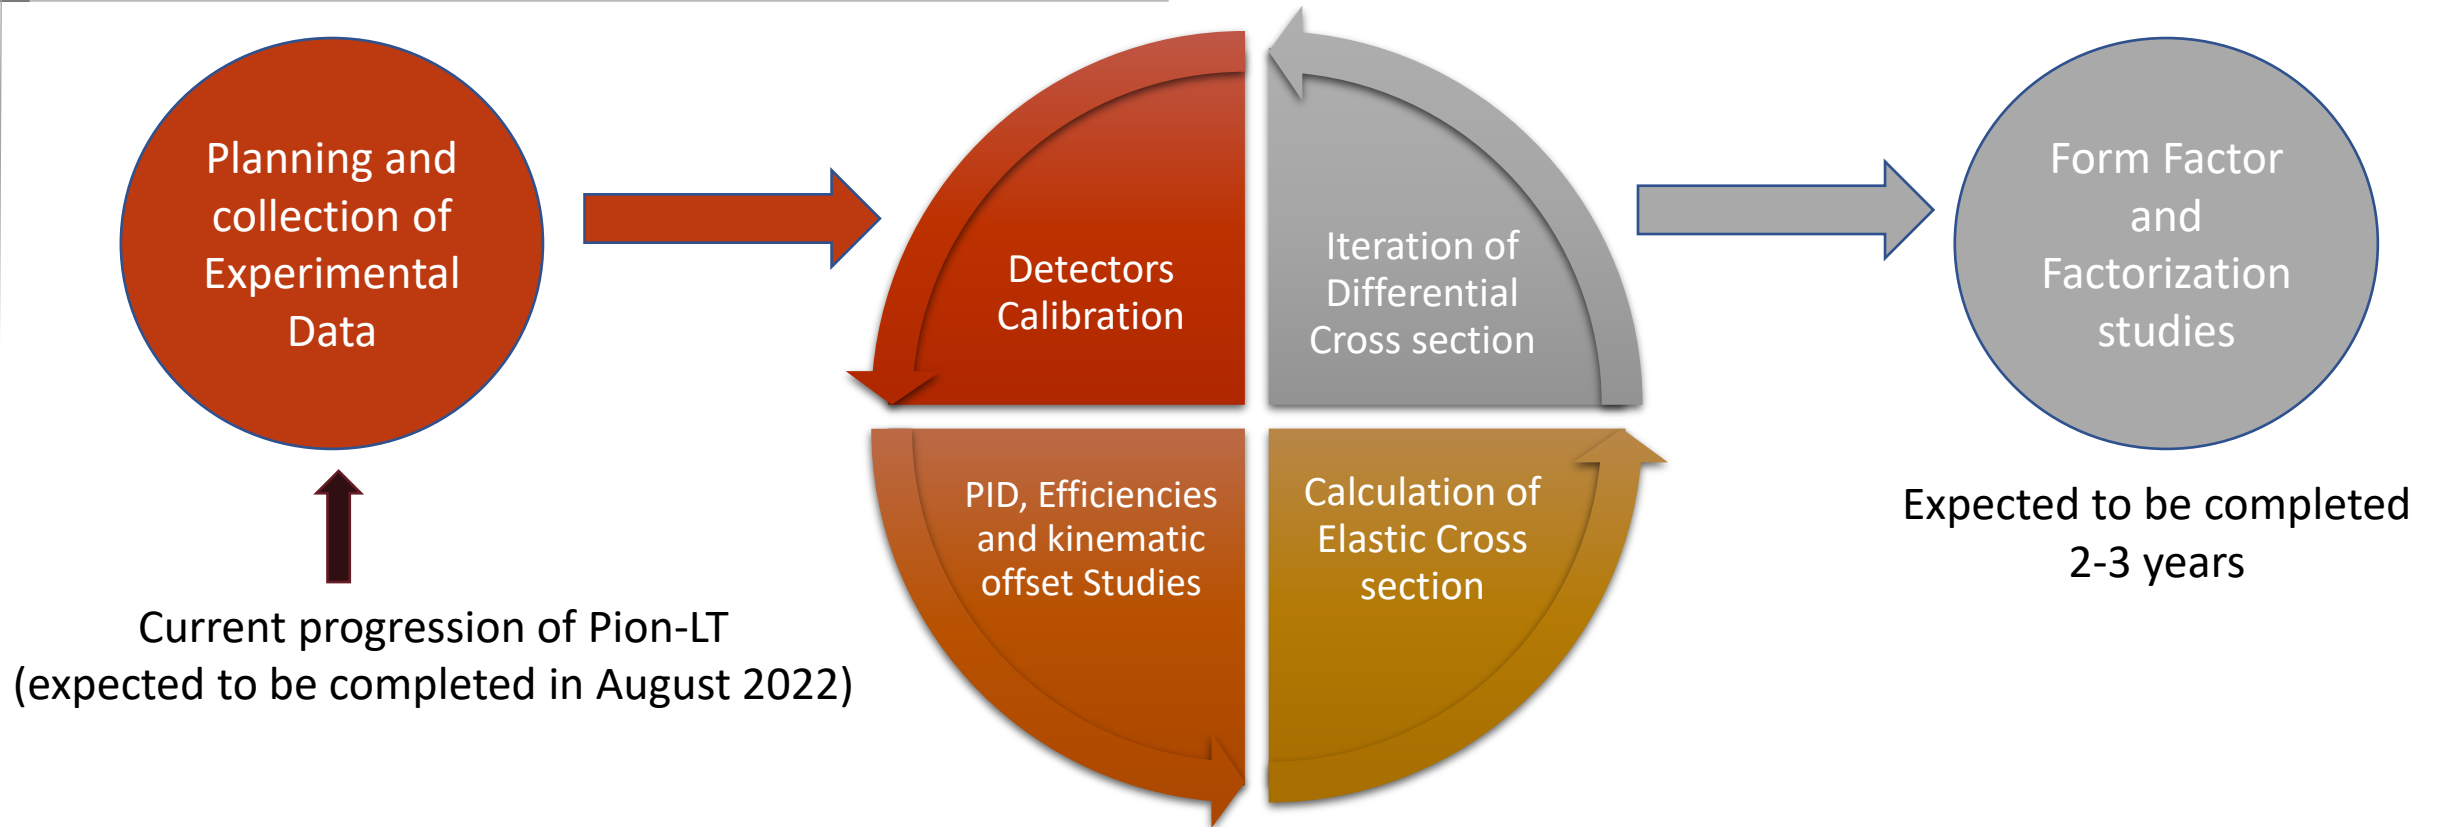 Planning and
collection of
Experimental
Data
Current progression of Pion-LT
(expected to be completed in August 2022)
Detectors
Calibration
PID, Efficiencies
and kinematic
offset Studies
Calculation of
Elastic Cross
section
Iteration of
Differential
Cross section
Form Factor
and
Factorization
studies
Expected to be completed
2-3 years